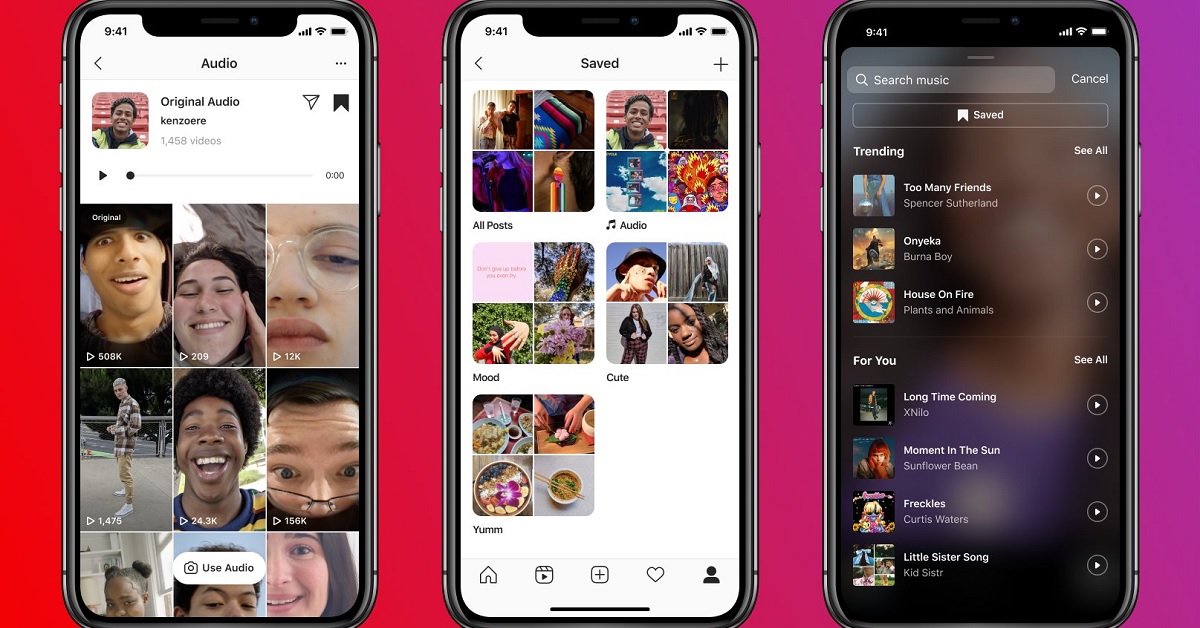 9:41
Audio
Original Audio
kenzoere
1,458 videos
0:00
Original
508K
209
12K
1,475
24.3K
156K
Use Audio
9:41
Saved
Don't give up before
you even try.
All Posts
Audio
Mood
Cute
Yumm
9:41
Search music
Cancel
Saved
Trending
See All
Too Many Friends
Spencer Sutherland
Onyeka
Burna Boy
House On Fire
Plants and Animals
For You
See All
Long Time Coming
XNilo
Moment In The Sun
Sunflower Bean
Freckles
Curtis Waters
Little Sister Song
Kid Sistr